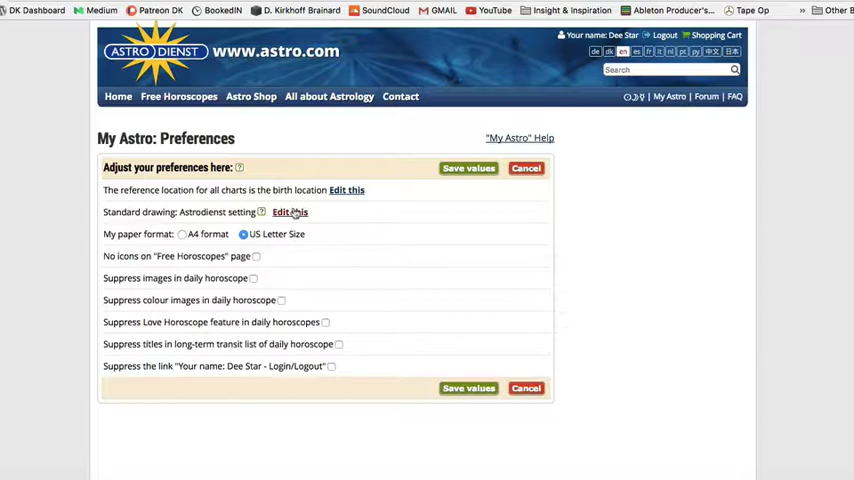 DK Dashboard Medium Patreon DK BookedIN D. Kirkhoff Brainard SoundCloud GMAIL YouTube Insight & Inspiration Ableton Producer's... Tape Op » Other B
ASTRO DIENST www.astro.com
Your name: Dee Star Logout Shopping Cart
de dk en es fr it nl pt py 中文 日本
Search
Home Free Horoscopes Astro Shop All about Astrology Contact | My Astro | Forum | FAQ
My Astro: Preferences "My Astro" Help
Adjust your preferences here: ? Save values Cancel
The reference location for all charts is the birth location Edit this
Standard drawing: Astrodienst setting ? Edit this
My paper format: A4 format US Letter Size
No icons on "Free Horoscopes" page
Suppress images in daily horoscope
Suppress colour images in daily horoscope
Suppress Love Horoscope feature in daily horoscopes
Suppress titles in long-term transit list of daily horoscope
Suppress the link "Your name: Dee Star - Login/Logout"
Save values Cancel